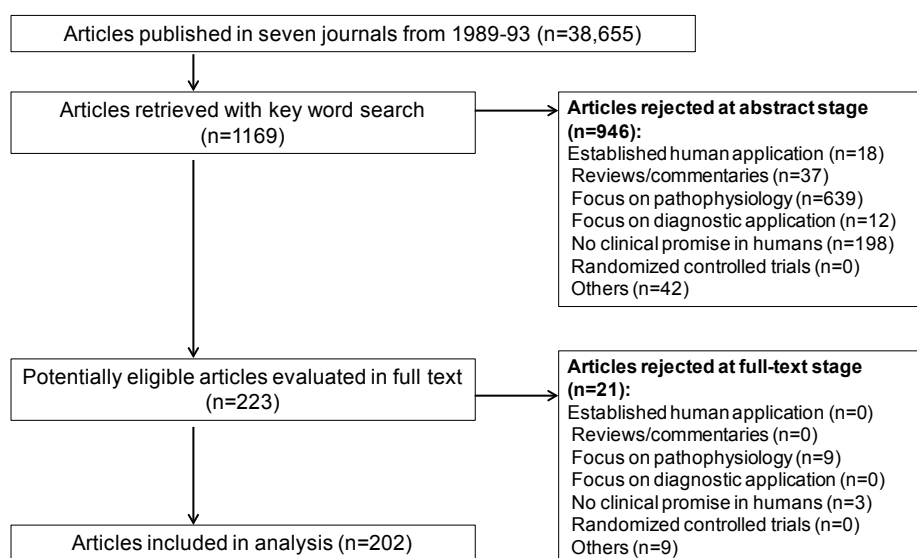 Articles published in seven journals from 1989-93 (n=38,655)
Articles retrieved with key word search
(n=1169)
Articles rejected at abstract stage
(n=946):
Established human application (n=18)
Reviews/commentaries (n=37)
Focus on pathophysiology (n=639)
Focus on diagnostic application (n=12)
No clinical promise in humans (n=198)
Randomized controlled trials (n=0)
Others (n=42)
Potentially eligible articles evaluated in full text
(n=223)
Articles rejected at full-text stage
(n=21):
Established human application (n=0)
Reviews/commentaries (n=0)
Focus on pathophysiology (n=9)
Focus on diagnostic application (n=0)
No clinical promise in humans (n=3)
Randomized controlled trials (n=0)
Others (n=9)
Articles included in analysis (n=202)